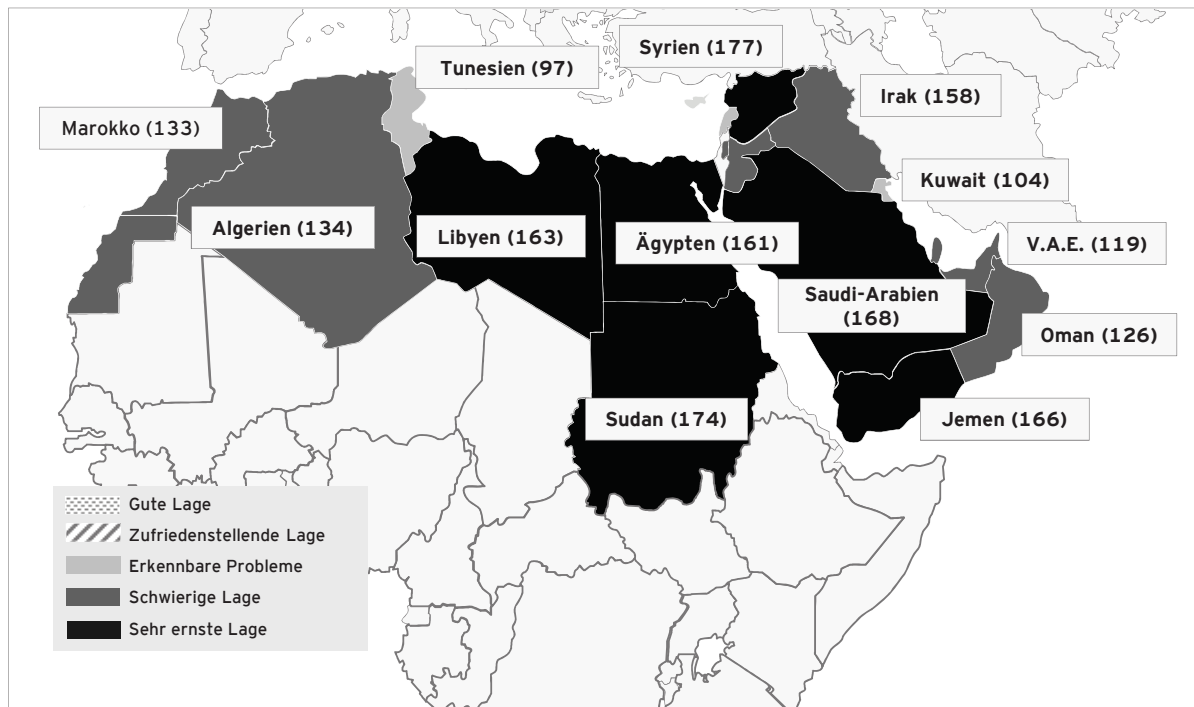 Syrien (177)
Tunesien (97)
Irak (158)
Marokko (133)
Kuwait (104)
Algerien (134)
Libyen (163)
Ägypten (161)
V.A.E. (119)
Saudi-Arabien
(168)
Oman (126)
Sudan (174)
Jemen (166)
Gute Lage
Zufriedenstellende Lage
Erkennbare Probleme
Schwierige Lage
Sehr ernste Lage